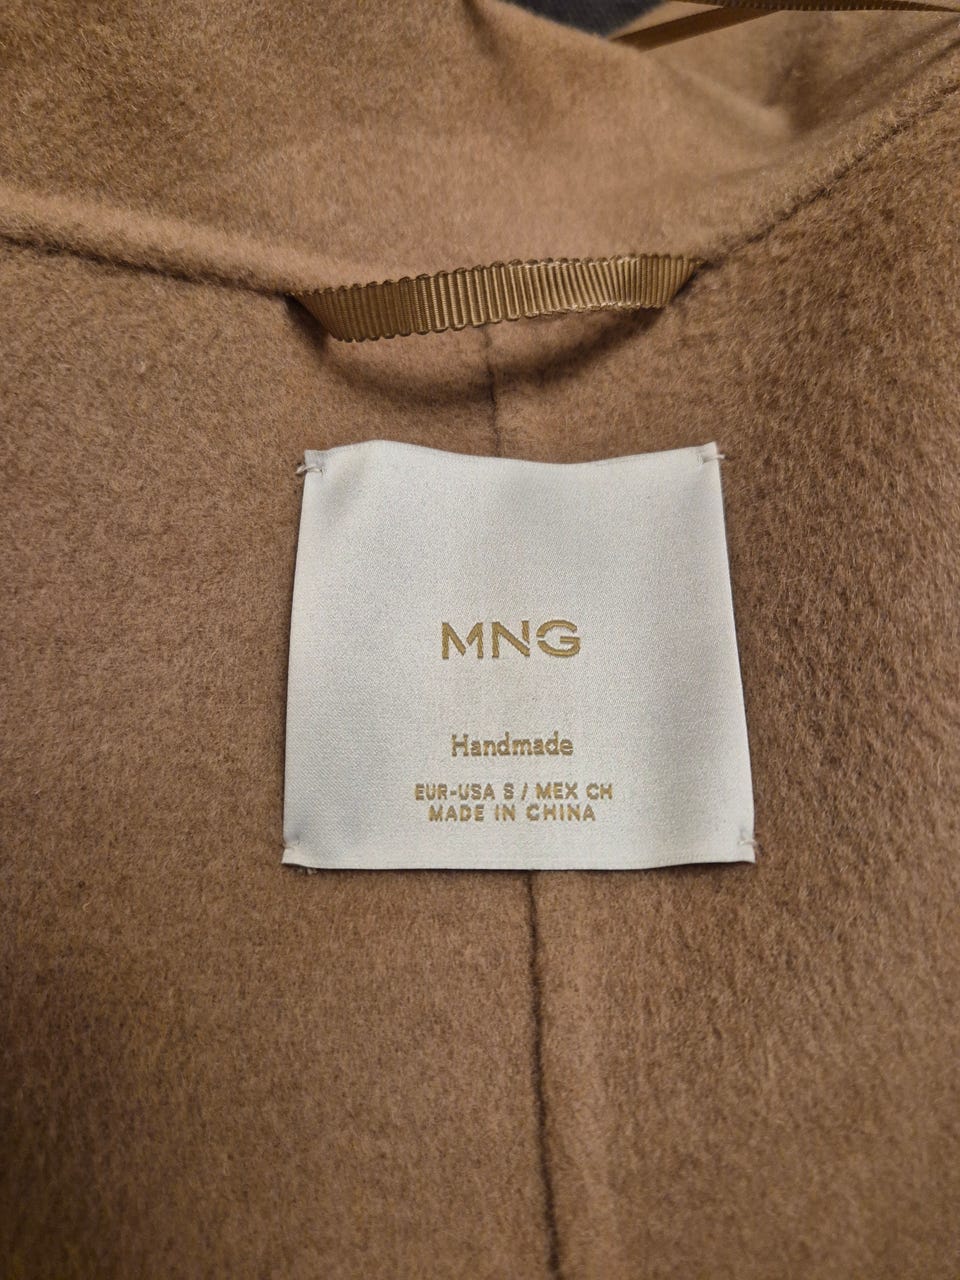 MNG
Handmade
EUR-USA S / MEX CH
MADE IN CHINA